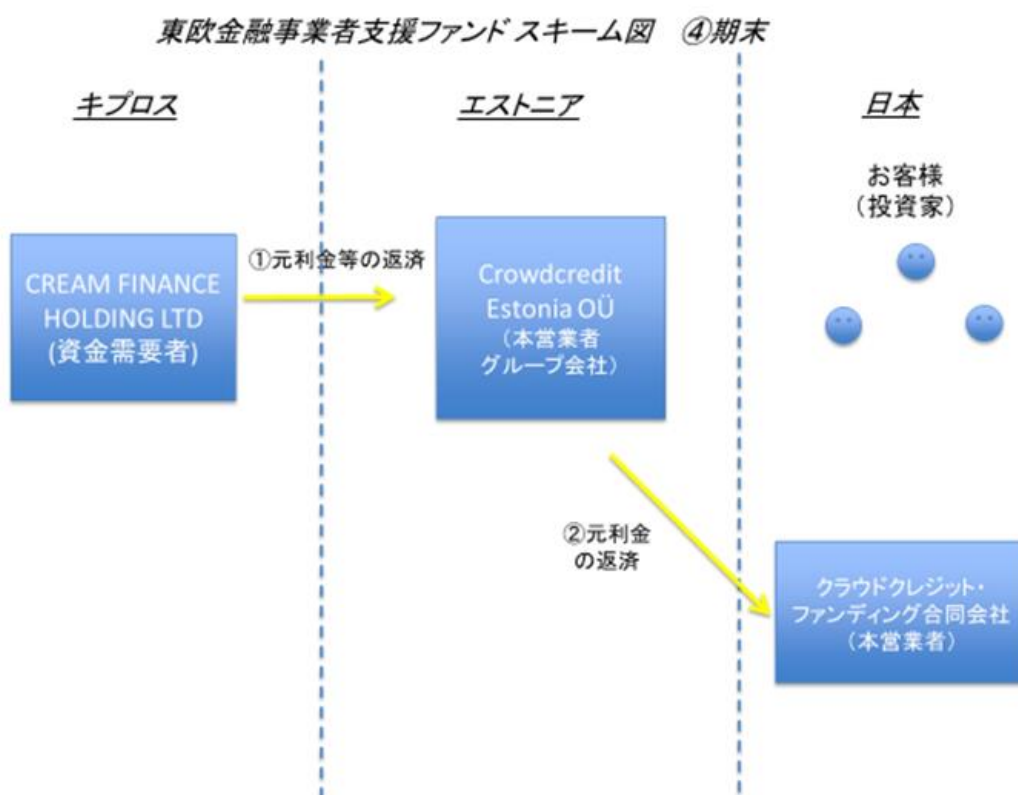 東欧金融事業者支援ファンド スキーム図　④期末
キプロス
エストニア
日本
お客様
（投資家）
CREAM FINANCE
HOLDING LTD
(資金需要者)
①元利金等の返済
Crowdcredit
Estonia OÜ
（本営業者
グループ会社）
②元利金
の返済
クラウドクレジット・
ファンディング合同会社
（本営業者）